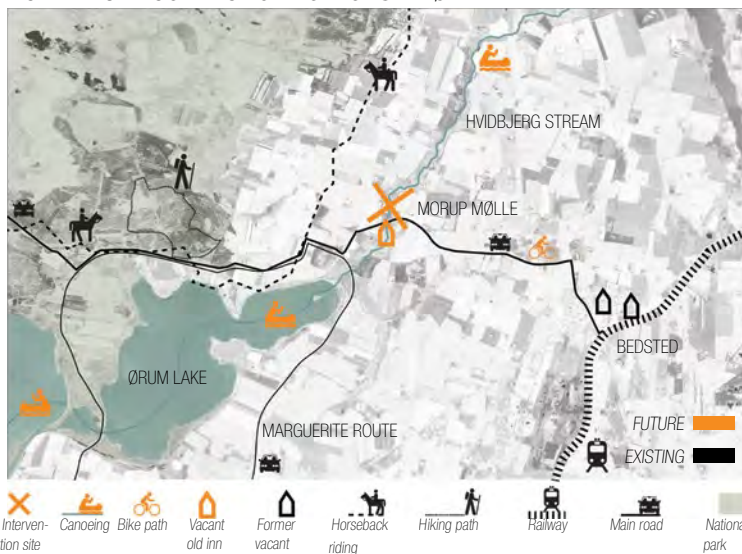 HVIDBJERG STREAM
MORUP MØLLE
BEDSTED
ØRUM LAKE
MARGUERITE ROUTE
FUTURE
EXISTING
Interven-
tion site
Canoeing
Bike path
Vacant
old inn
Former
vacant
Horseback
riding
Hiking path
Railway
Main road
park